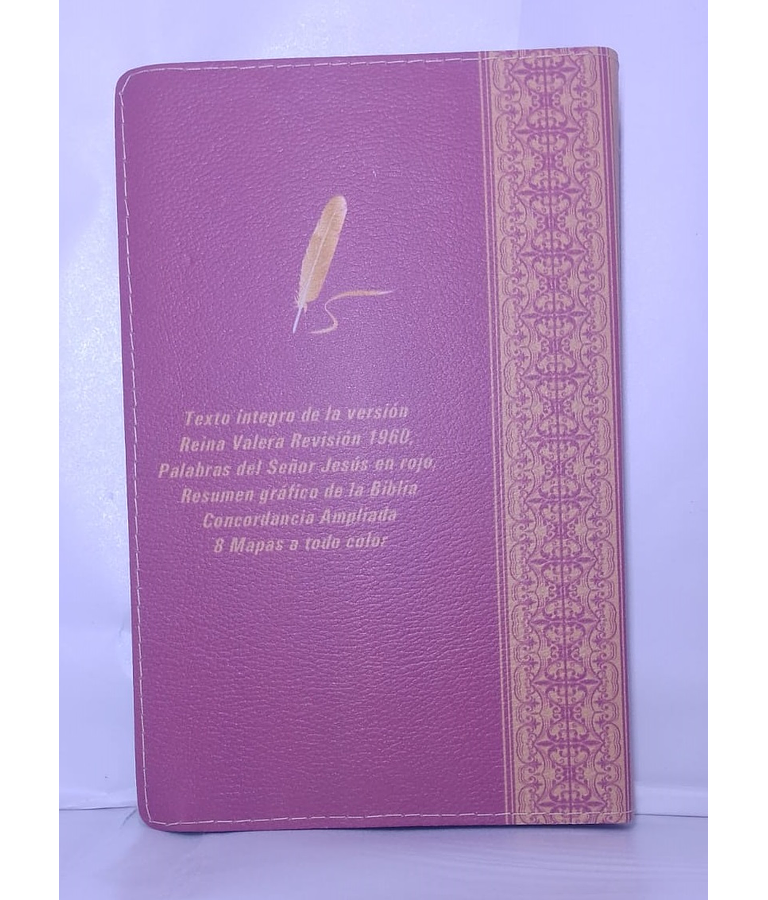 Texto integro de la versión
Reina Valera Revisión 1960,
Palabras del Señor Jesús en rojo,
Resumen gráfico de la Biblia
Concordancia Ampliada
8 Mapas a todo color